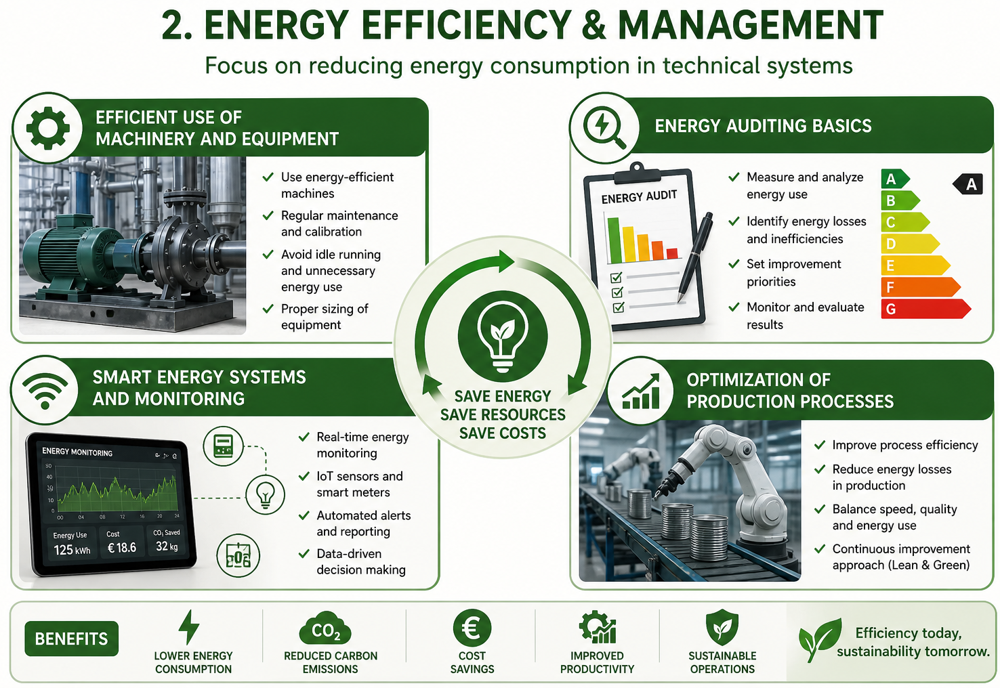 2. ENERGY EFFICIENCY & MANAGEMENT
Focus on reducing energy consumption in technical systems
EFFICIENT USE OF
MACHINERY AND EQUIPMENT
✓ Use energy-efficient
machines
✓ Regular maintenance
and calibration
✓ Avoid idle running
and unnecessary
energy use
✓ Proper sizing of
equipment
ENERGY AUDITING BASICS
ENERGY AUDIT
✓ Measure and analyze
energy use
✓ Identify energy losses
and inefficiencies
✓ Set improvement
priorities
✓ Monitor and evaluate
results
A
B
C
D
E
F
G
A
SAVE ENERGY
SAVE RESOURCES
SAVE COSTS
SMART ENERGY SYSTEMS
AND MONITORING
ENERGY MONITORING
40
10
0
00 04 08 12 16 20 24
Energy Use
125 kWh
Cost
€ 18.6
CO₂ Saved
32 kg
✓ Real-time energy
monitoring
✓ IoT sensors and
smart meters
✓ Automated alerts
and reporting
✓ Data-driven
decision making
OPTIMIZATION OF
PRODUCTION PROCESSES
✓ Improve process efficiency
✓ Reduce energy losses
in production
✓ Balance speed, quality
and energy use
✓ Continuous improvement
approach (Lean & Green)
BENEFITS
LOWER ENERGY
CONSUMPTION
CO₂
REDUCED CARBON
EMISSIONS
€
COST
SAVINGS
IMPROVED
PRODUCTIVITY
SUSTAINABLE
OPERATIONS
Efficiency today,
sustainability tomorrow.